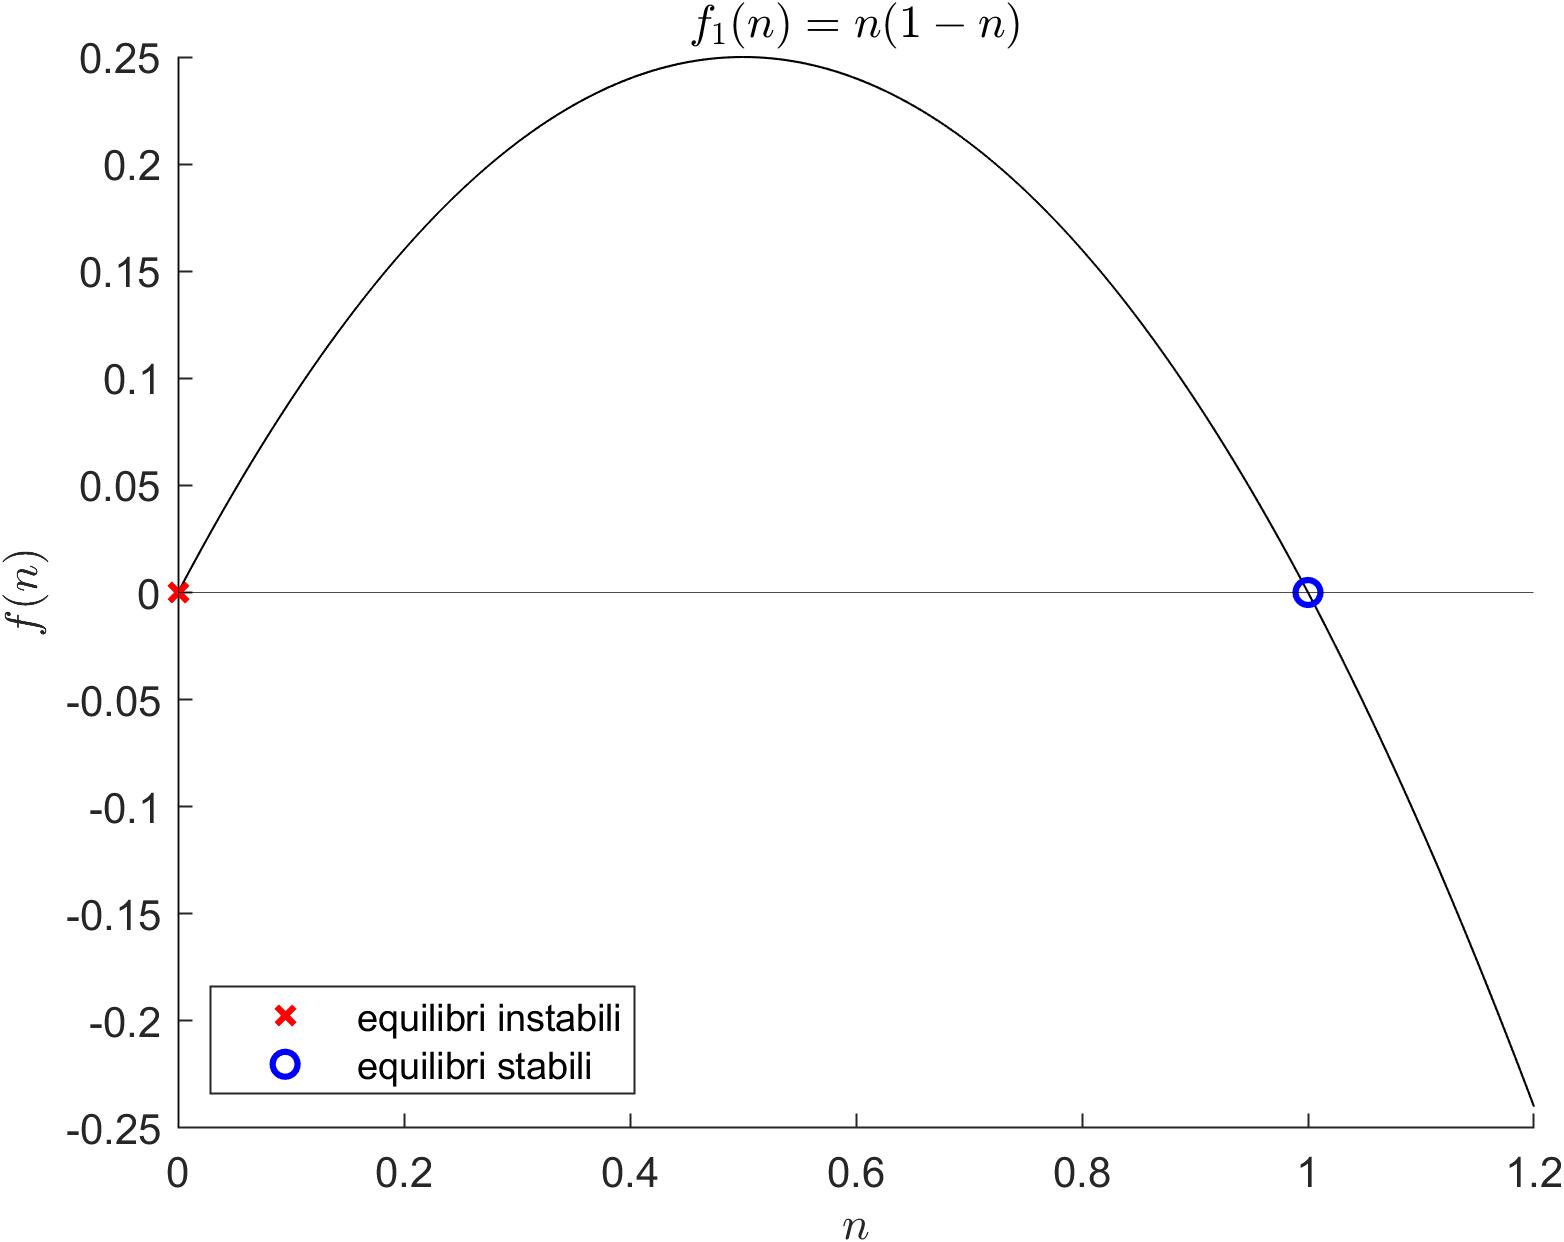 f₁(n) = n(1 − n)
0.25
0.2
0.15
0.1
0.05
0
-0.05
-0.1
-0.15
-0.2
-0.25
f(n)
equilibri instabili
equilibri stabili
0 0.2 0.4 0.6 0.8 1 1.2
n